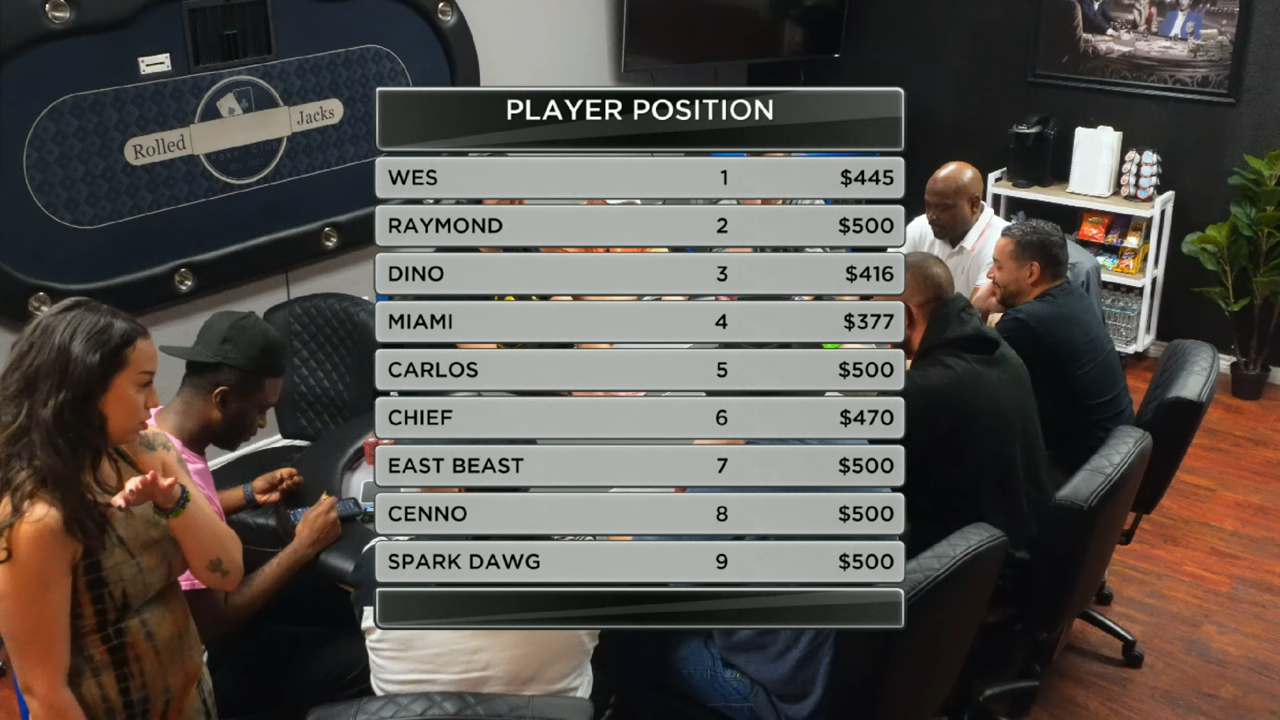 Rolled Jacks
PLAYER POSITION
WES 1 $445
RAYMOND 2 $500
DINO 3 $416
MIAMI 4 $377
CARLOS 5 $500
CHIEF 6 $470
EAST BEAST 7 $500
CENNO 8 $500
SPARK DAWG 9 $500